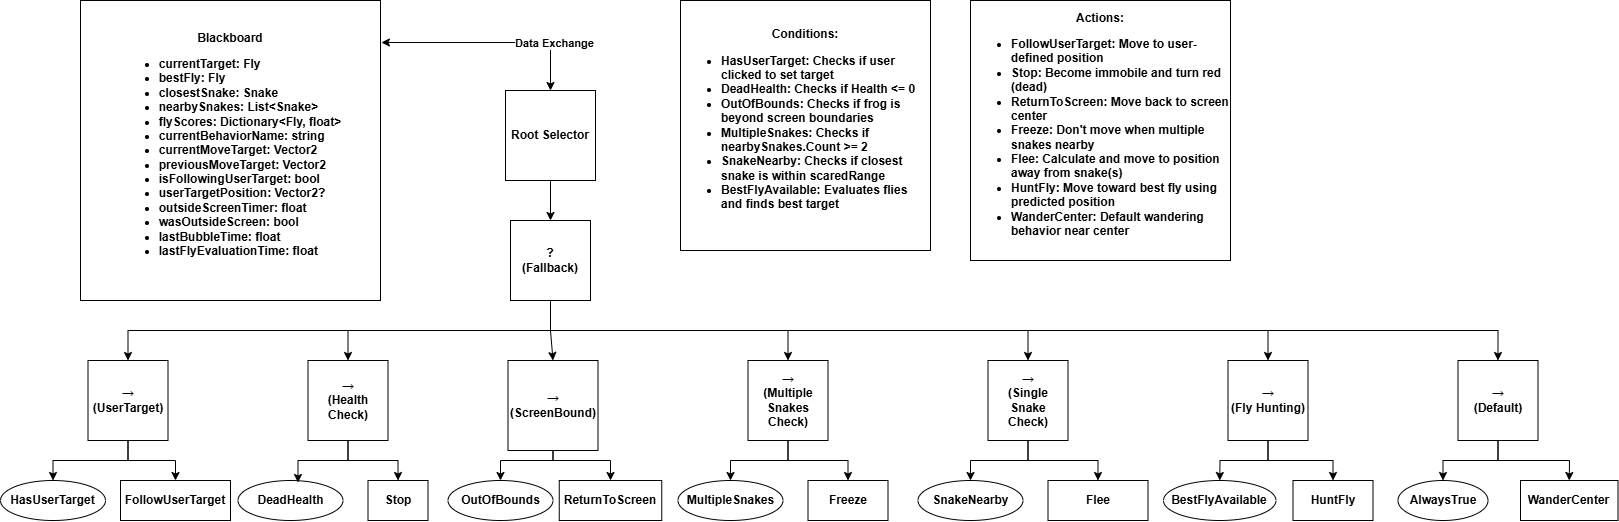 Blackboard
• currentTarget: Fly
• bestFly: Fly
• closestSnake: Snake
• nearbySnakes: List<Snake>
• flyScores: Dictionary<Fly, float>
• currentBehaviorName: string
• currentMoveTarget: Vector2
• previousMoveTarget: Vector2
• isFollowingUserTarget: bool
• userTargetPosition: Vector2?
• outsideScreenTimer: float
• wasOutsideScreen: bool
• lastBubbleTime: float
• lastFlyEvaluationTime: float
Data Exchange
Root Selector
?
(Fallback)
Conditions:
• HasUserTarget: Checks if user
clicked to set target
• DeadHealth: Checks if Health <= 0
• OutOfBounds: Checks if frog is
beyond screen boundaries
• MultipleSnakes: Checks if
nearbySnakes.Count >= 2
• SnakeNearby: Checks if closest
snake is within scaredRange
• BestFlyAvailable: Evaluates flies
and finds best target
Actions:
• FollowUserTarget: Move to user-
defined position
• Stop: Become immobile and turn red
(dead)
• ReturnToScreen: Move back to screen
center
• Freeze: Don't move when multiple
snakes nearby
• Flee: Calculate and move to position
away from snake(s)
• HuntFly: Move toward best fly using
predicted position
• WanderCenter: Default wandering
behavior near center
→
(UserTarget)
→
(Health
Check)
→
(ScreenBound)
→
(Multiple
Snakes
Check)
→
(Single
Snake
Check)
→
(Fly Hunting)
→
(Default)
HasUserTarget
FollowUserTarget
DeadHealth
Stop
OutOfBounds
ReturnToScreen
MultipleSnakes
Freeze
SnakeNearby
Flee
BestFlyAvailable
HuntFly
AlwaysTrue
WanderCenter